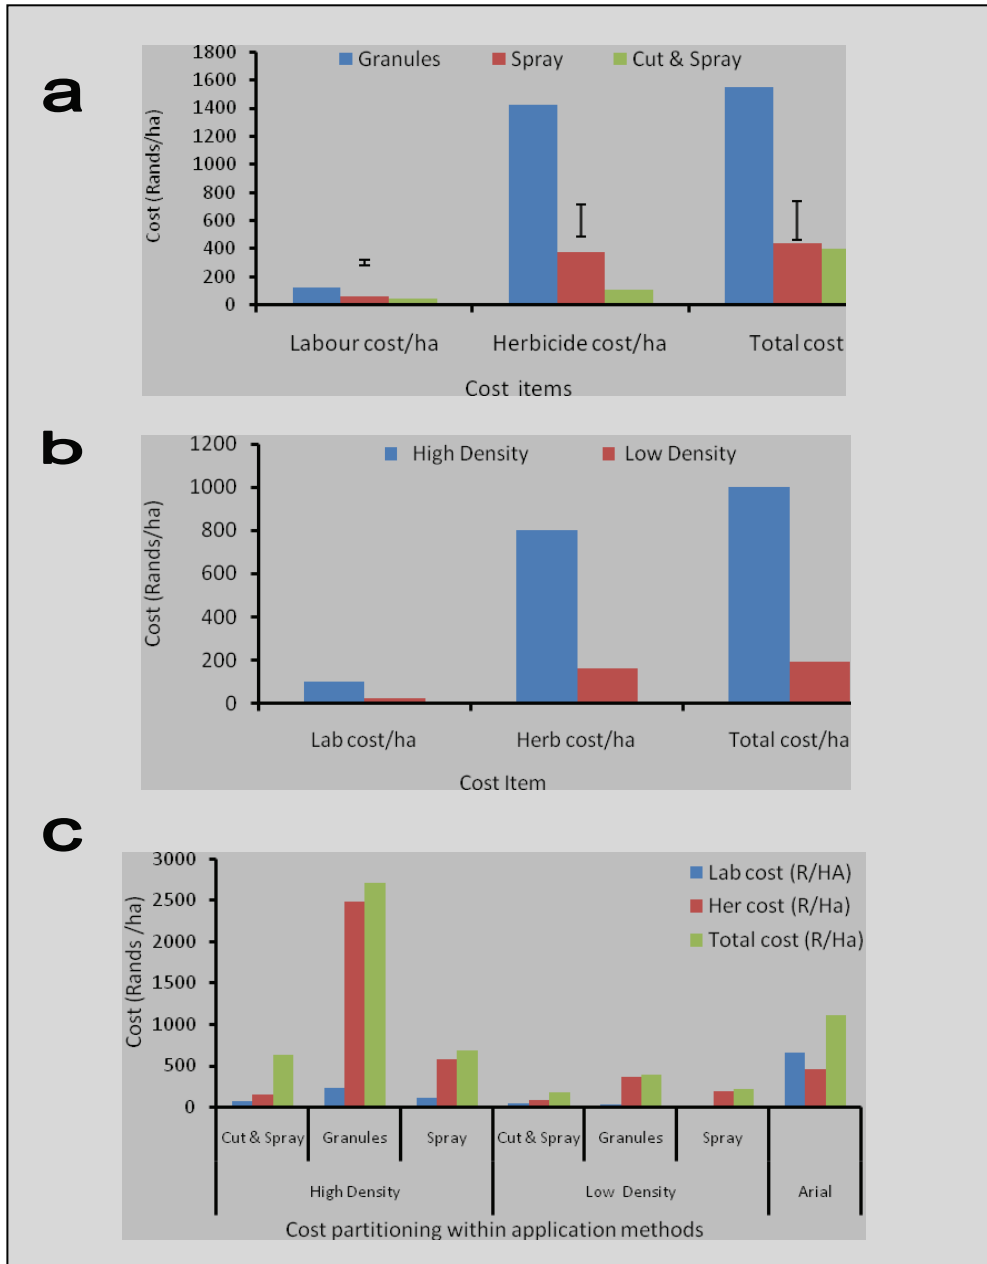 a
1800
1600
1400
1200
1000
800
600
400
200
0
Cost (Rands/ha)
Granules Spray Cut & Spray
Labour cost/ha Herbicide cost/ha Total cost
Cost items
b
1200
1000
800
600
400
200
0
Cost (Rands/ha)
High Density Low Density
Lab cost/ha Herb cost/ha Total cost/ha
Cost Item
c
3000
2500
2000
1500
1000
500
0
Cost (Rands /ha)
Lab cost (R/HA)
Her cost (R/Ha)
Total cost (R/Ha)
Cut & Spray Granules Spray Cut & Spray Granules Spray
High Density Low Density Arial
Cost partitioning within application methods